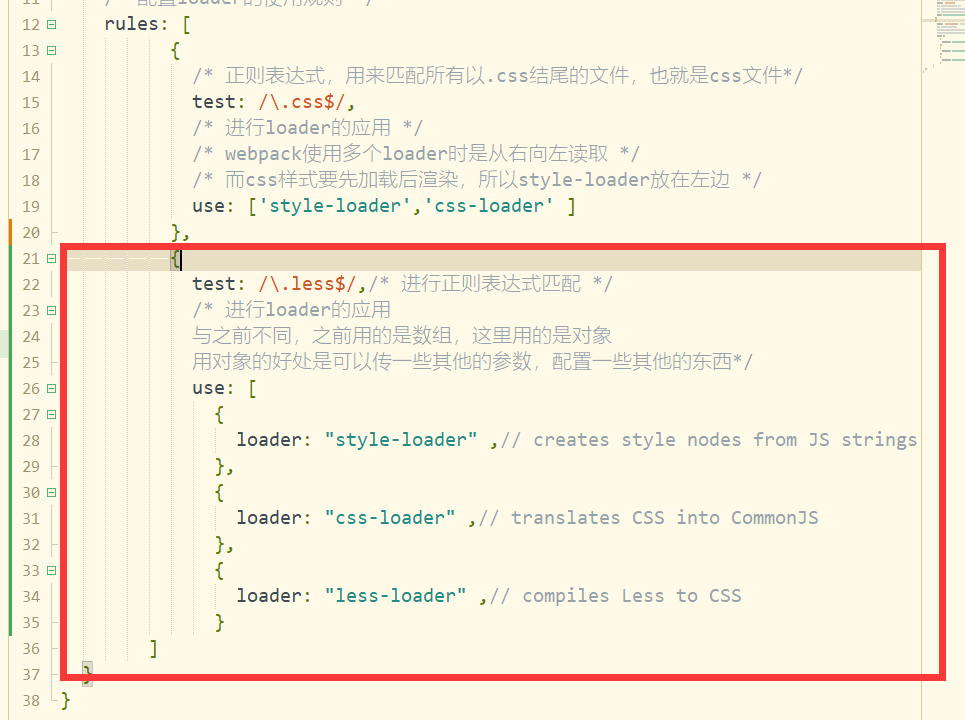 11 /* 配置loader的使用规则 */
12 rules: [
13 {
14 /* 正则表达式，用来匹配所有以.css结尾的文件，也就是css文件*/
15 test: /\.css$/,
16 /* 进行loader的应用 */
17 /* webpack使用多个loader时是从右向左读取 */
18 /* 而css样式要先加载后渲染，所以style-loader放在左边 */
19 use: ['style-loader','css-loader' ]
20 },
21 {
22 test: /\.less$/,/* 进行正则表达式匹配 */
23 /* 进行loader的应用
24 与之前不同，之前用的是数组，这里用的是对象
25 用对象的好处是可以传一些其他的参数，配置一些其他的东西*/
26 use: [
27 {
28 loader: "style-loader" ,// creates style nodes from JS strings
29 },
30 {
31 loader: "css-loader" ,// translates CSS into CommonJS
32 },
33 {
34 loader: "less-loader" ,// compiles Less to CSS
35 }
36 ]
37 }
38 }